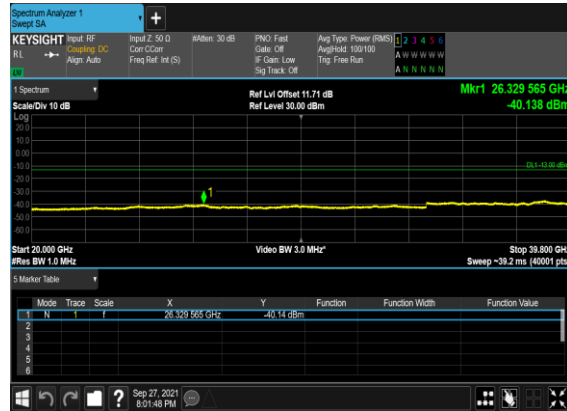 Spectrum Analyzer 1
Swept SA
+
KEYSIGHT Input: RF Input Z: 50 Ω #Atten: 30 dB PNO: Fast Avg Type: Power (RMS) 1 2 3 4 5 6
RL Coupling: DC Corr CCorr Gate: Off Avg|Hold: 100/100 A W W W W W
Align: Auto Freq Ref: Int (S) IF Gain: Low Trig: Free Run
LW Sig Track: Off A N N N N N
1 Spectrum Ref Lvl Offset 11.71 dB Mkr1 26.329 565 GHz
Scale/Div 10 dB Ref Level 30.00 dBm -40.138 dBm
Log
20.0
10.0
0.00
-10.0 DL1 -13.00 dBm
-20.0
-30.0
-40.0 1
-50.0
-60.0
Start 20.000 GHz Video BW 3.0 MHz* Stop 39.800 GHz
#Res BW 1.0 MHz Sweep ~39.2 ms (40001 pts)
5 Marker Table
Mode Trace Scale X Y Function Function Width Function Value
1 N 1 f 26.329 565 GHz -40.14 dBm
2
3
4
5
6
? Sep 27, 2021
8:01:48 PM